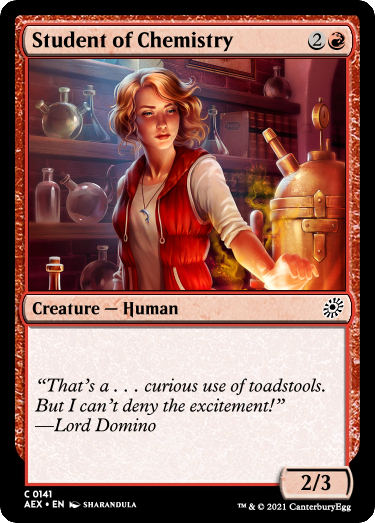 Student of Chemistry 2
Creature — Human
“That's a . . . curious use of toadstools.
But I can't deny the excitement!”
—Lord Domino
2/3
C 0141
AEX • EN SHARANDULA
™ & © 2021 CanterburyEgg